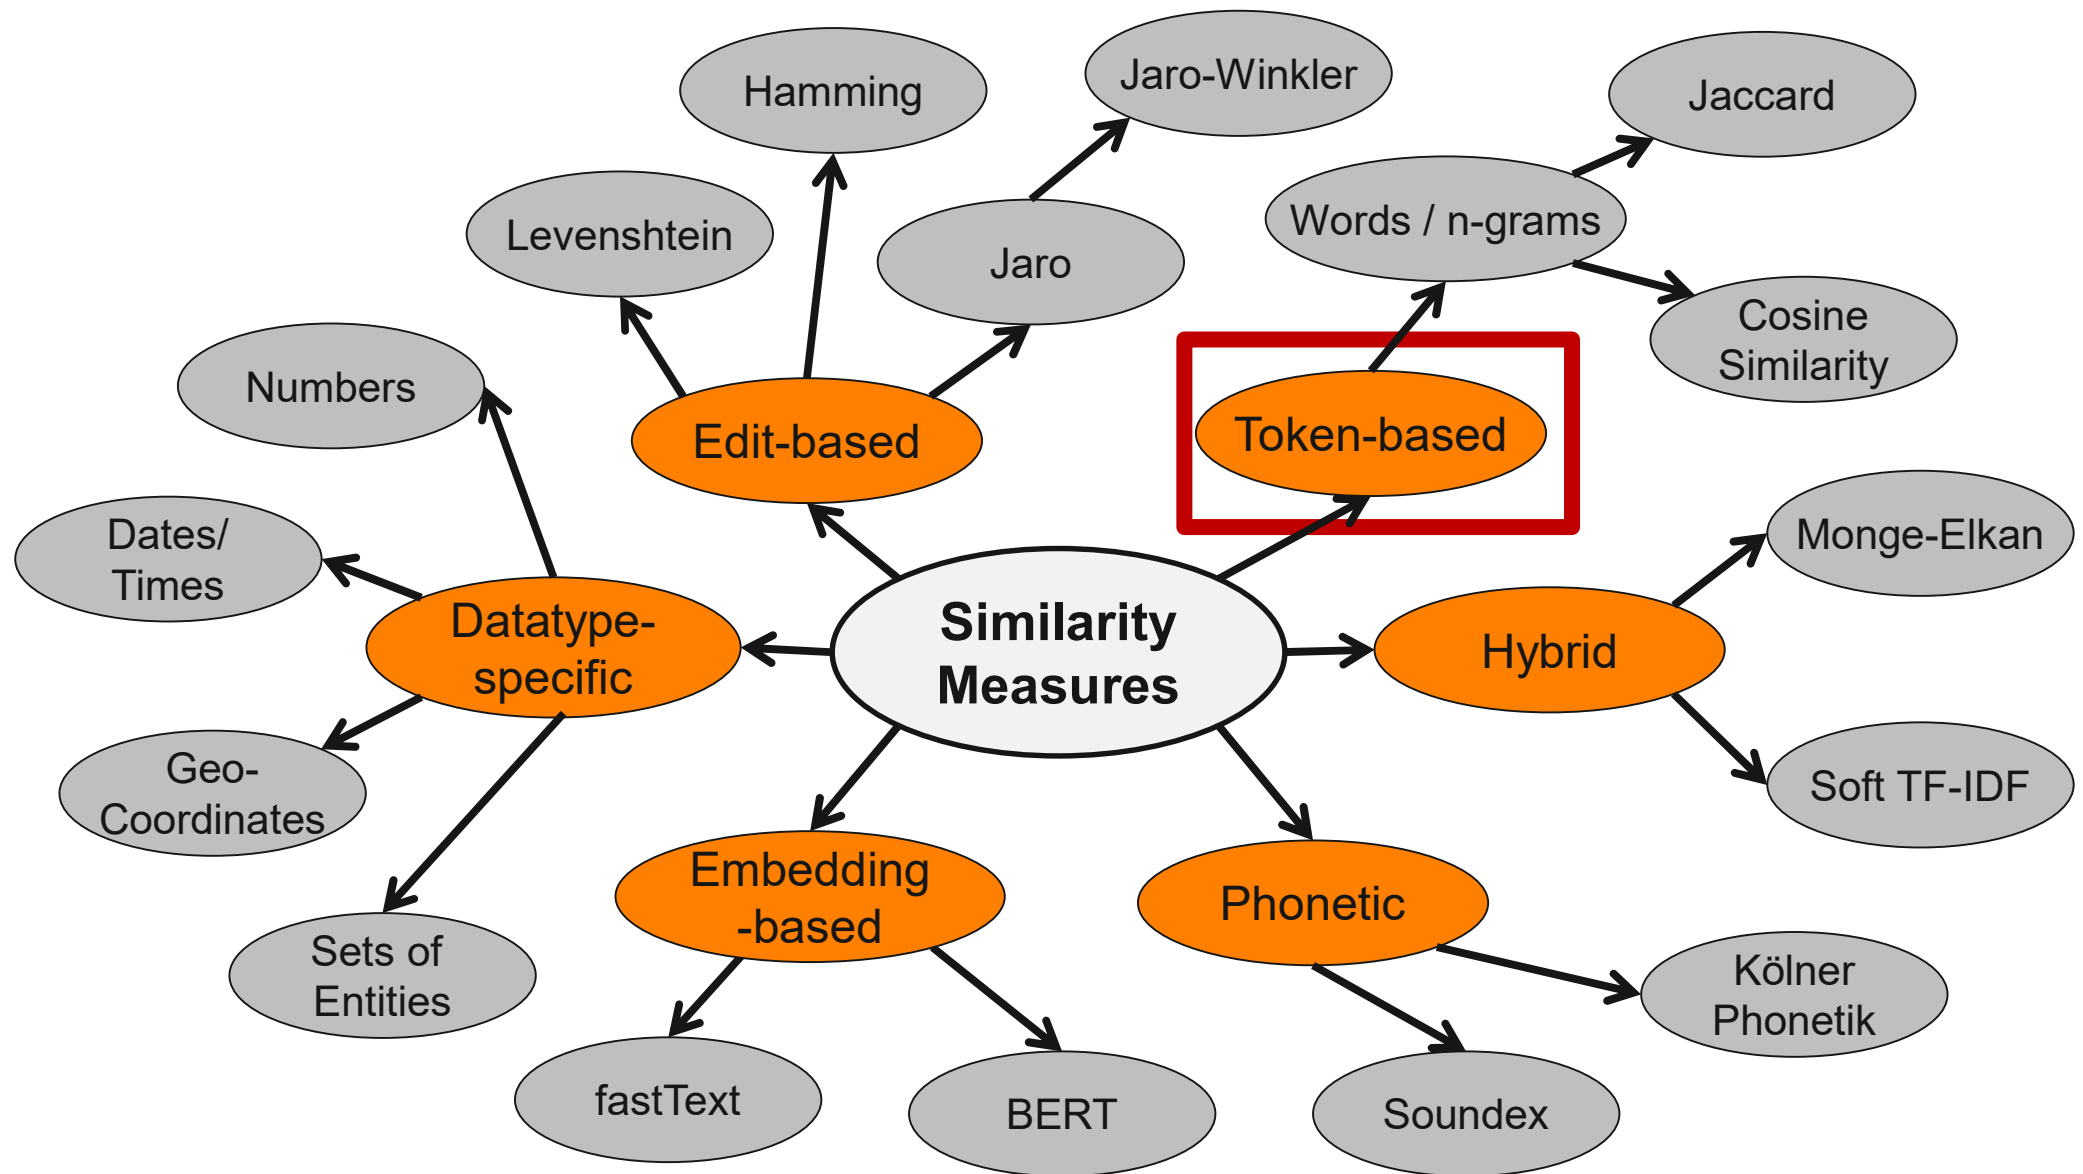 Hamming
Jaro-Winkler
Jaccard
Levenshtein
Jaro
Words / n-grams
Cosine
Similarity
Numbers
Edit-based
Token-based
Dates/
Times
Monge-Elkan
Datatype-
specific
Similarity
Measures
Hybrid
Geo-
Coordinates
Soft TF-IDF
Embedding
-based
Phonetic
Sets of
Entities
Kölner
Phonetik
fastText
BERT
Soundex